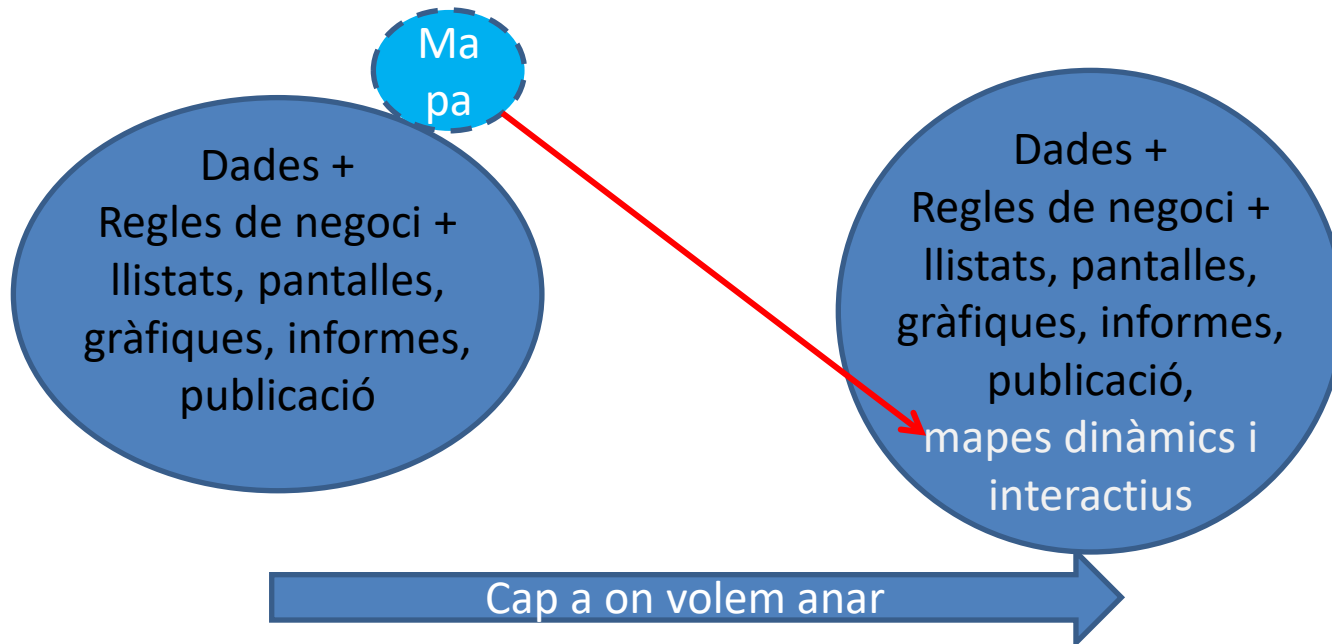 Ma
pa
Dades +
Regles de negoci +
llistats, pantalles,
gràfiques, informes,
publicació
Dades +
Regles de negoci +
llistats, pantalles,
gràfiques, informes,
publicació,
mapes dinàmics i
interactius
Cap a on volem anar